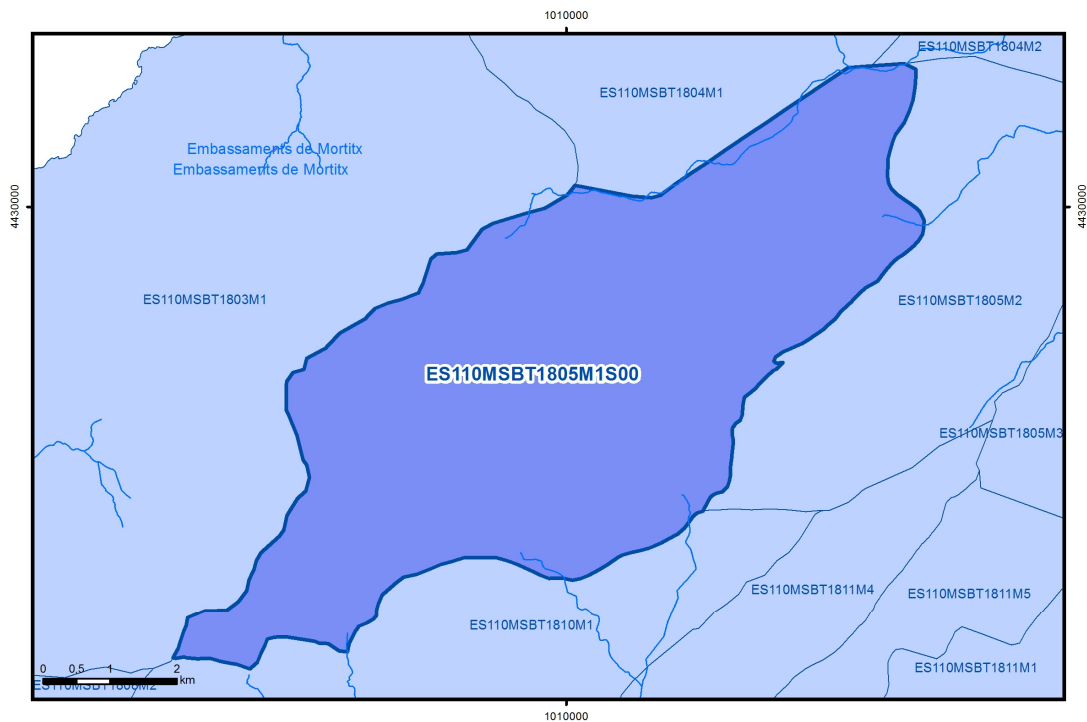 1010000
ES110MSBT1804M2
ES110MSBT1804M1
Embassaments de Mortitx
Embassaments de Mortitx
4430000
4430000
ES110MSBT1803M1
ES110MSBT1805M2
ES110MSBT1805M1S00
ES110MSBT1805M3
ES110MSBT1811M4
ES110MSBT1811M5
ES110MSBT1810M1
ES110MSBT1811M1
0 0,5 1 2
km
1010000